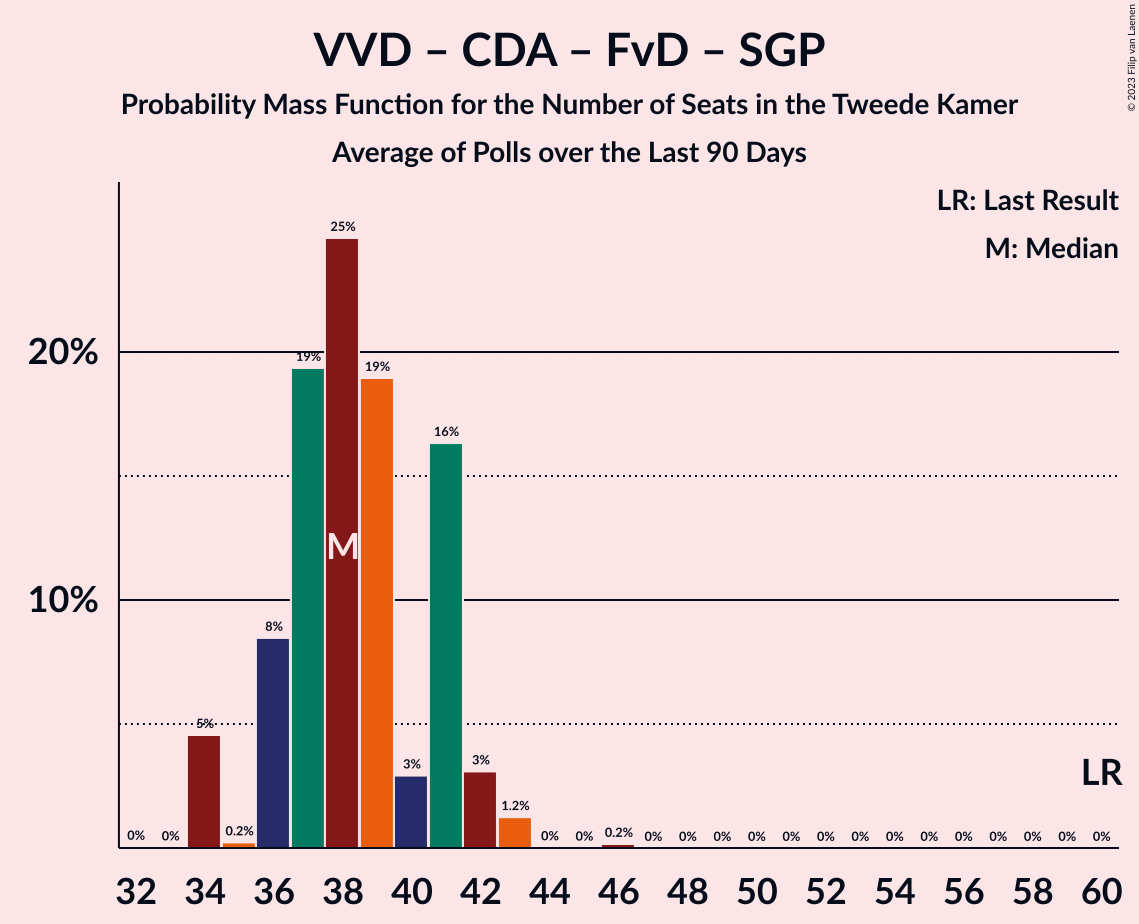 VVD – CDA – FvD – SGP
Probability Mass Function for the Number of Seats in the Tweede Kamer
Average of Polls over the Last 90 Days
© 2023 Filip van Laenen
LR: Last Result
M: Median
25%
20%
19%
19%
16%
M
10%
8%
5%
3%
3%
LR
1.2%
0% 0% 0.2% 0% 0% 0.2% 0% 0% 0% 0% 0% 0% 0% 0% 0% 0% 0% 0% 0% 0%
32 34 36 38 40 42 44 46 48 50 52 54 56 58 60